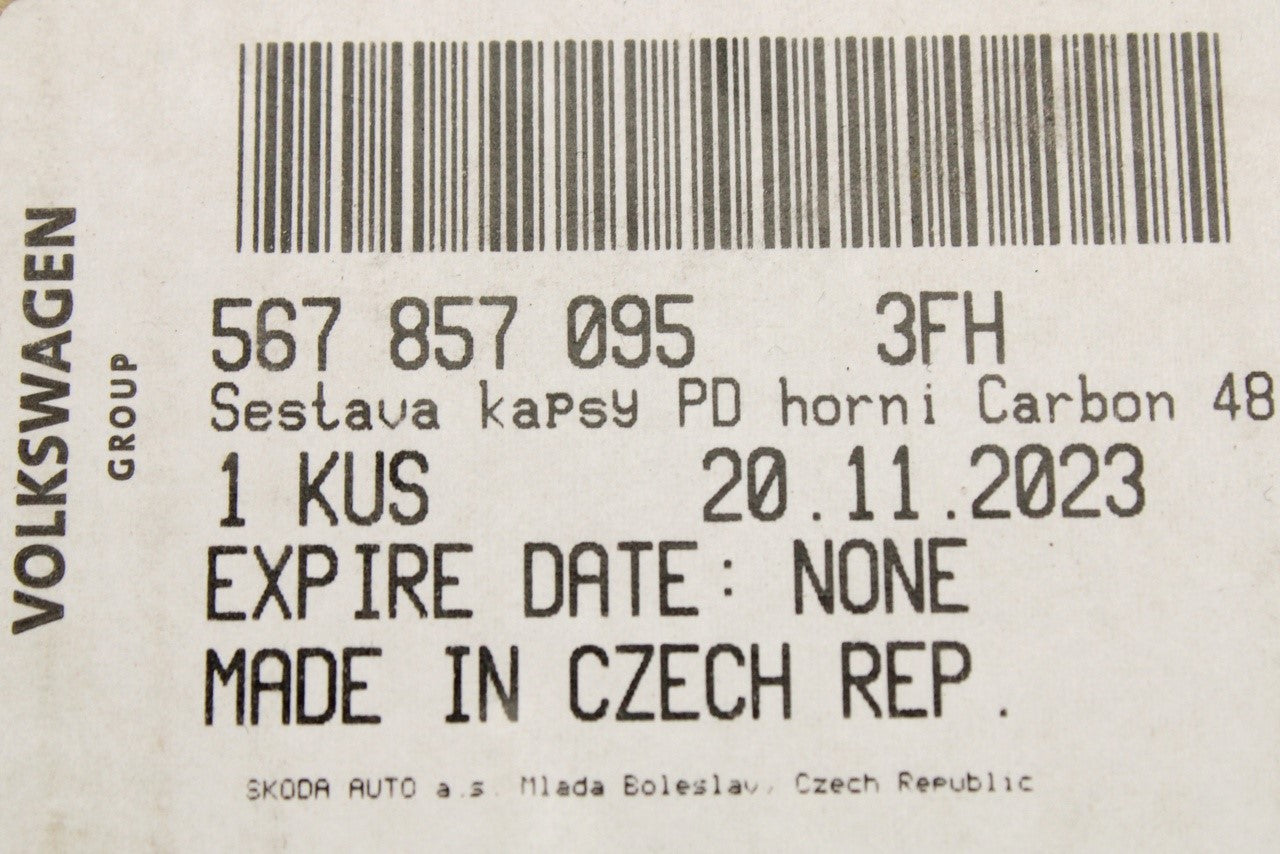 VOLKSWAGEN
GROUP
567 857 095 3FH
Sestava kapsy PD horni Carbon 48
1 KUS 20.11.2023
EXPIRE DATE: NONE
MADE IN CZECH REP.
SKODA AUTO a.s. Mlada Boleslav, Czech Republic